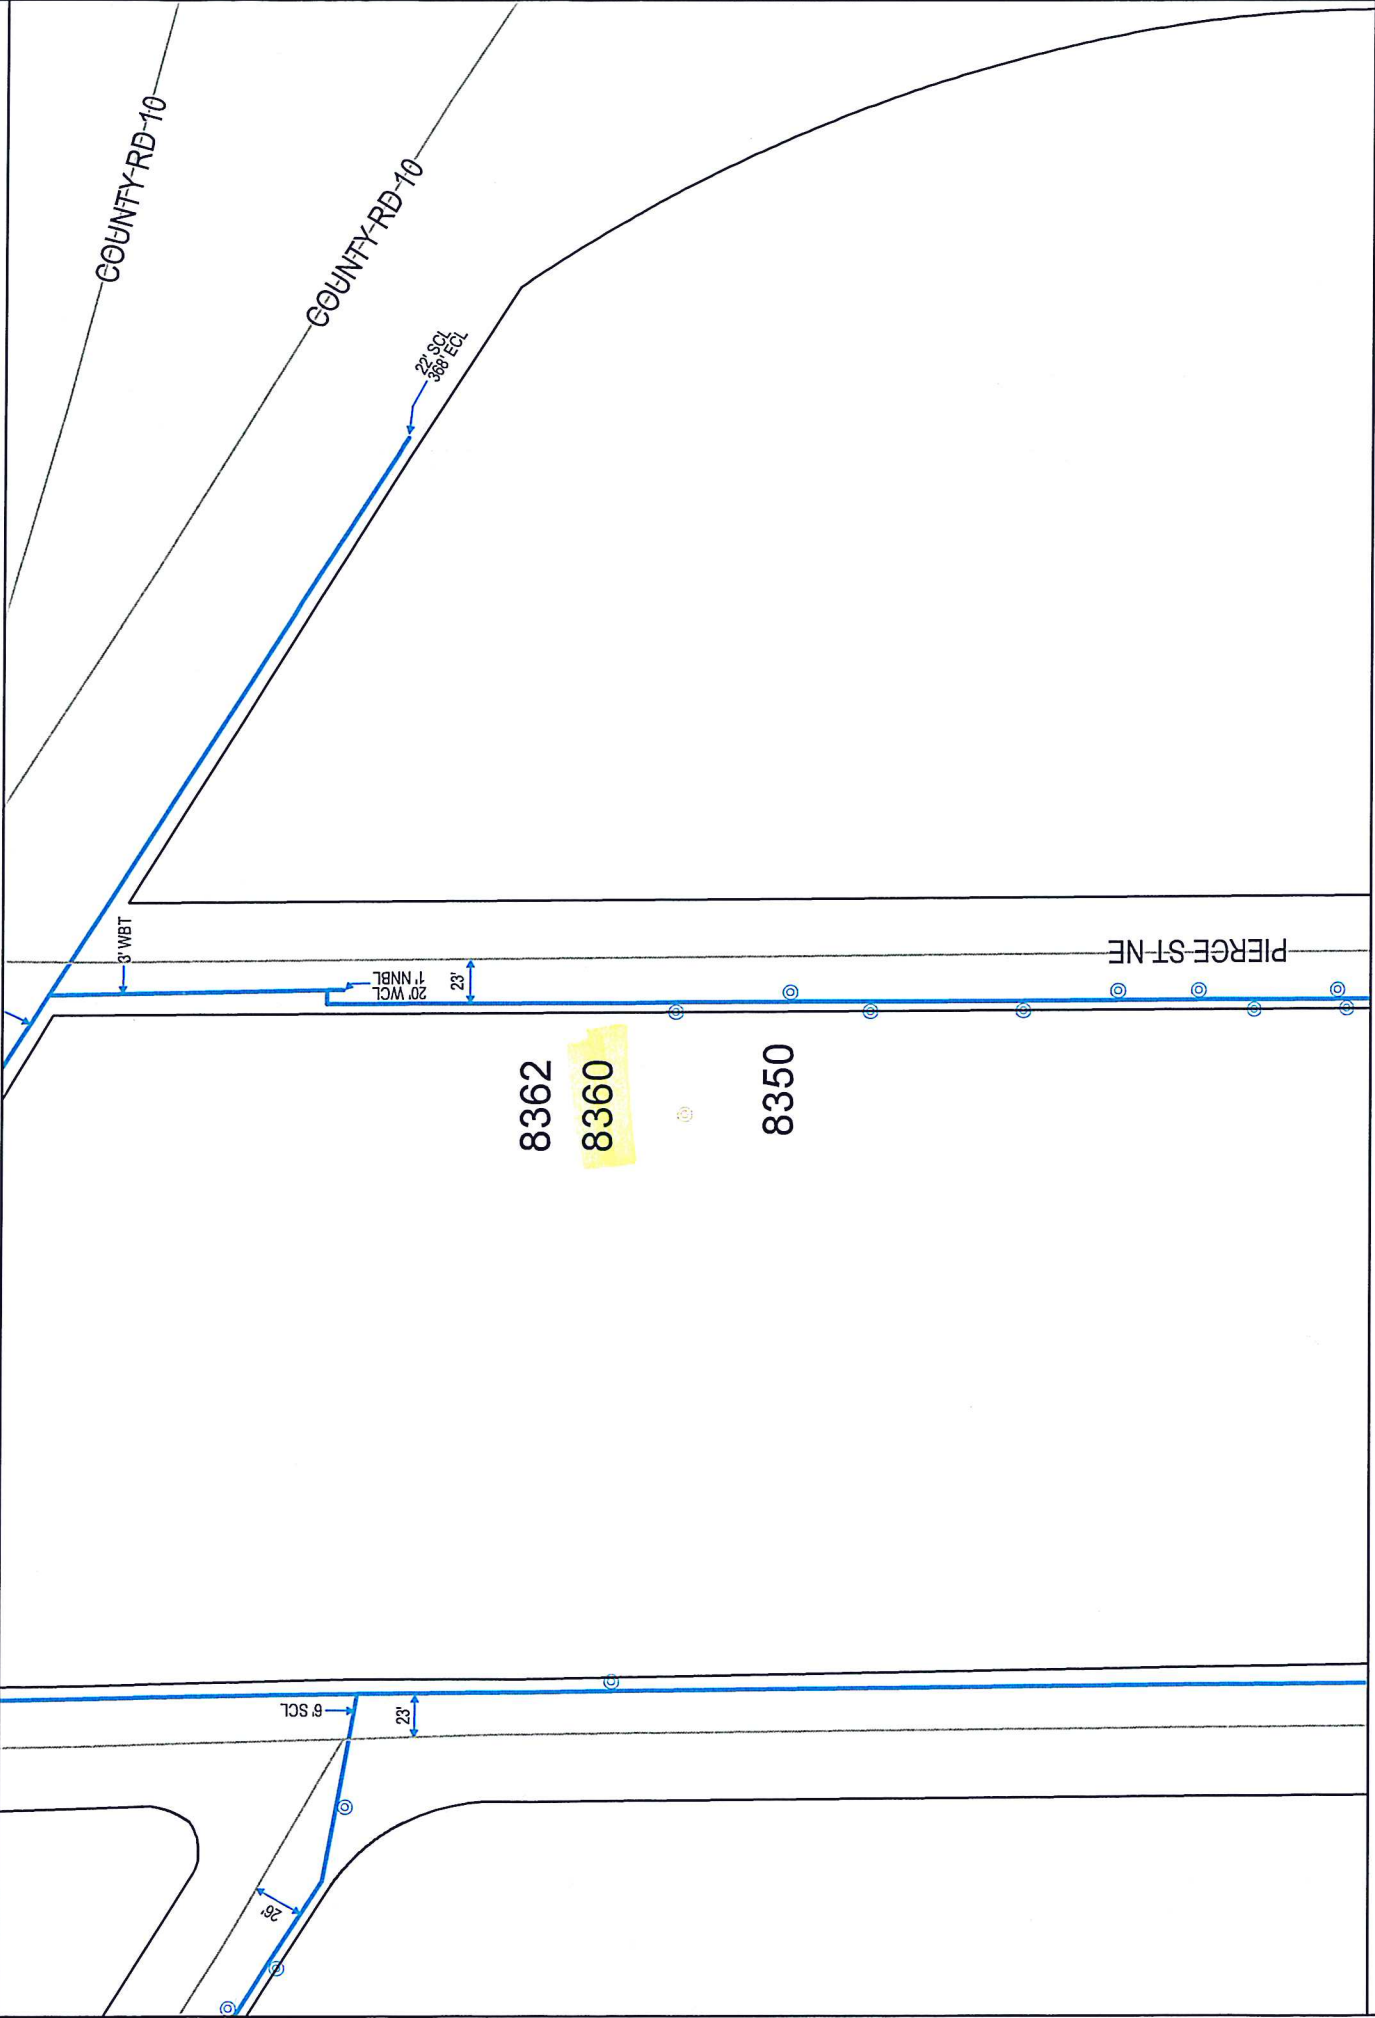 COUNTY RD 10
COUNTY RD 10
22' SCL
368' ECL
3' WBT
PIERCE ST NE
20' WCL
1' NNBL
23'
8362
8360
8350
6' SCL
23'
26'